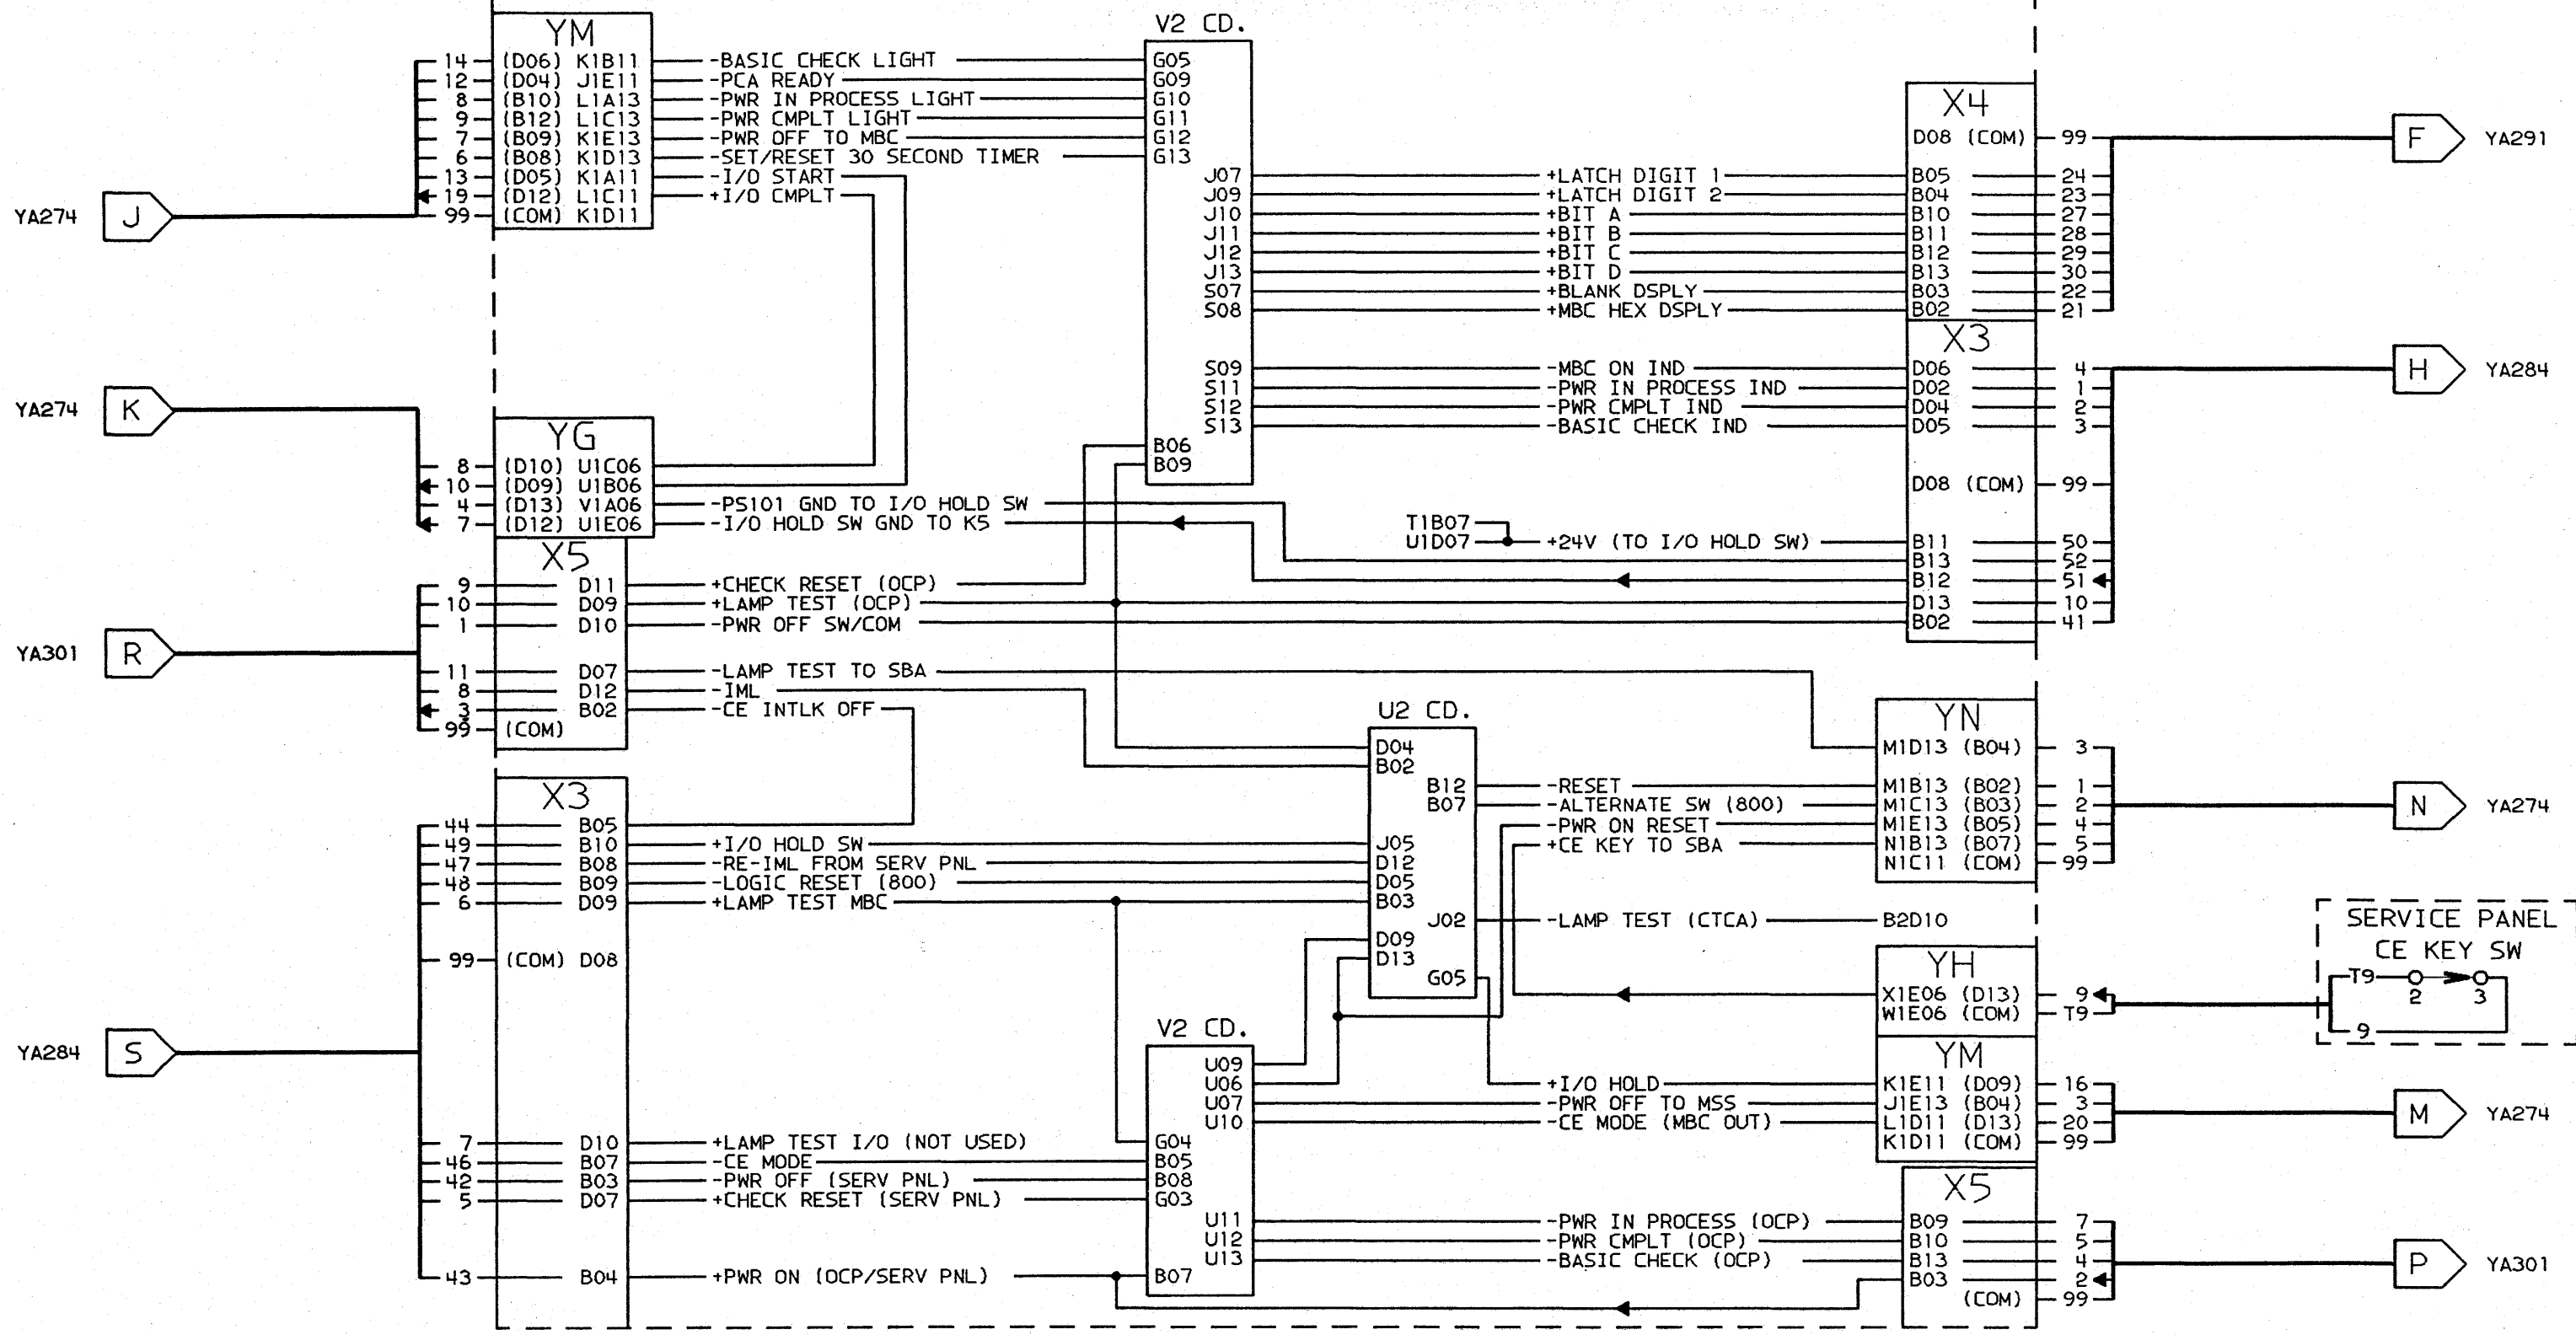 YA274 J
14 (D06) K1B11 -BASIC CHECK LIGHT G05
12 (D04) J1E11 -PCA READY G09
8 (B10) L1A13 -PWR IN PROCESS LIGHT G10
9 (B12) L1C13 -PWR CMPLT LIGHT G11
7 (B09) K1E13 -PWR OFF TO MBC G12
6 (B08) K1D13 -SET/RESET 30 SECOND TIMER G13
13 (D05) K1A11 -I/O START
19 (D12) L1C11 +I/O CMPLT
99 (COM) K1D11
YM
V2 CD.
X4
D08 (COM) 99
J07 +LATCH DIGIT 1 B05 24
J09 +LATCH DIGIT 2 B04 23
J10 +BIT A B10 27
J11 +BIT B B11 28
J12 +BIT C B12 29
J13 +BIT D B13 30
S07 +BLANK DSPLY B03 22
S08 +MBC HEX DSPLY B02 21
F YA291
X3
S09 -MBC ON IND D06 4
S11 -PWR IN PROCESS IND D02 1
S12 -PWR CMPLT IND D04 2
S13 -BASIC CHECK IND D05 3
H YA284
B06
B09
D08 (COM) 99
YA274 K
YG
8 (D10) U1C06
10 (D09) U1B06
4 (D13) V1A06 -PS101 GND TO I/O HOLD SW
7 (D12) U1E06 -I/O HOLD SW GND TO K5
T1B07
U1D07 +24V (TO I/O HOLD SW) B11 50
B13 52
B12 51
D13 10
B02 41
YA301 R
X5
9 D11 +CHECK RESET (OCP)
10 D09 +LAMP TEST (OCP)
1 D10 -PWR OFF SW/COM
11 D07 -LAMP TEST TO SBA
8 D12 -IML
3 B02 -CE INTLK OFF
99 (COM)
U2 CD.
D04
B02
YN
M1D13 (B04) 3
B12 -RESET M1B13 (B02) 1
B07 -ALTERNATE SW (800) M1C13 (B03) 2
-PWR ON RESET M1E13 (B05) 4
+CE KEY TO SBA N1B13 (B07) 5
N1C11 (COM) 99
N YA274
X3
44 B05
49 B10 +I/O HOLD SW J05
47 B08 -RE-IML FROM SERV PNL D12
48 B09 -LOGIC RESET (800) D05
6 D09 +LAMP TEST MBC B03
J02 -LAMP TEST (CTCA) B2D10
D09
D13
G05
99 (COM) D08
YH
X1E06 (D13) 9
W1E06 (COM) T9
SERVICE PANEL
CE KEY SW
T9
2 3
9
YA284 S
V2 CD.
U09
U06
U07 -PWR OFF TO MSS J1E13 (B04) 3
U10 -CE MODE (MBC OUT) L1D11 (D13) 20
YM
+I/O HOLD K1E11 (D09) 16
K1D11 (COM) 99
M YA274
7 D10 +LAMP TEST I/O (NOT USED) G04
46 B07 -CE MODE B05
42 B03 -PWR OFF (SERV PNL) B08
5 D07 +CHECK RESET (SERV PNL) G03
X5
U11 -PWR IN PROCESS (OCP) B09 7
U12 -PWR CMPLT (OCP) B10 5
U13 -BASIC CHECK (OCP) B13 4
B03 2
(COM) 99
P YA301
43 B04 +PWR ON (OCP/SERV PNL) B07